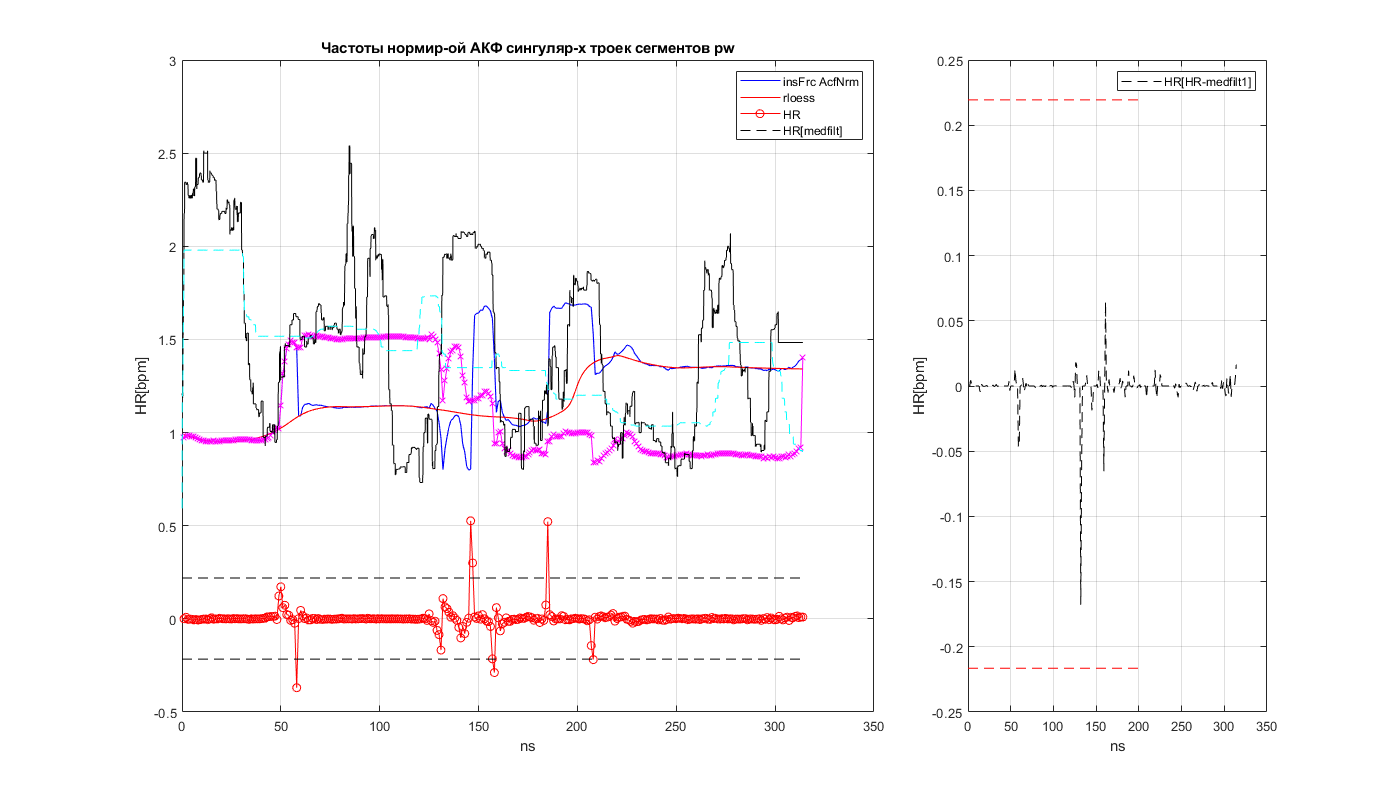 Частоты нормир-ой АКФ сингуляр-х троек сегментов pw
3
2.5
2
1.5
1
0.5
0
-0.5
HR[bpm]
0 50 100 150 200 250 300 350
ns
insFrc AcfNrm
rloess
HR
HR[medfilt]
0.25
0.2
0.15
0.1
0.05
0
-0.05
-0.1
-0.15
-0.2
-0.25
HR[bpm]
0 50 100 150 200 250 300 350
ns
HR[HR-medfilt1]